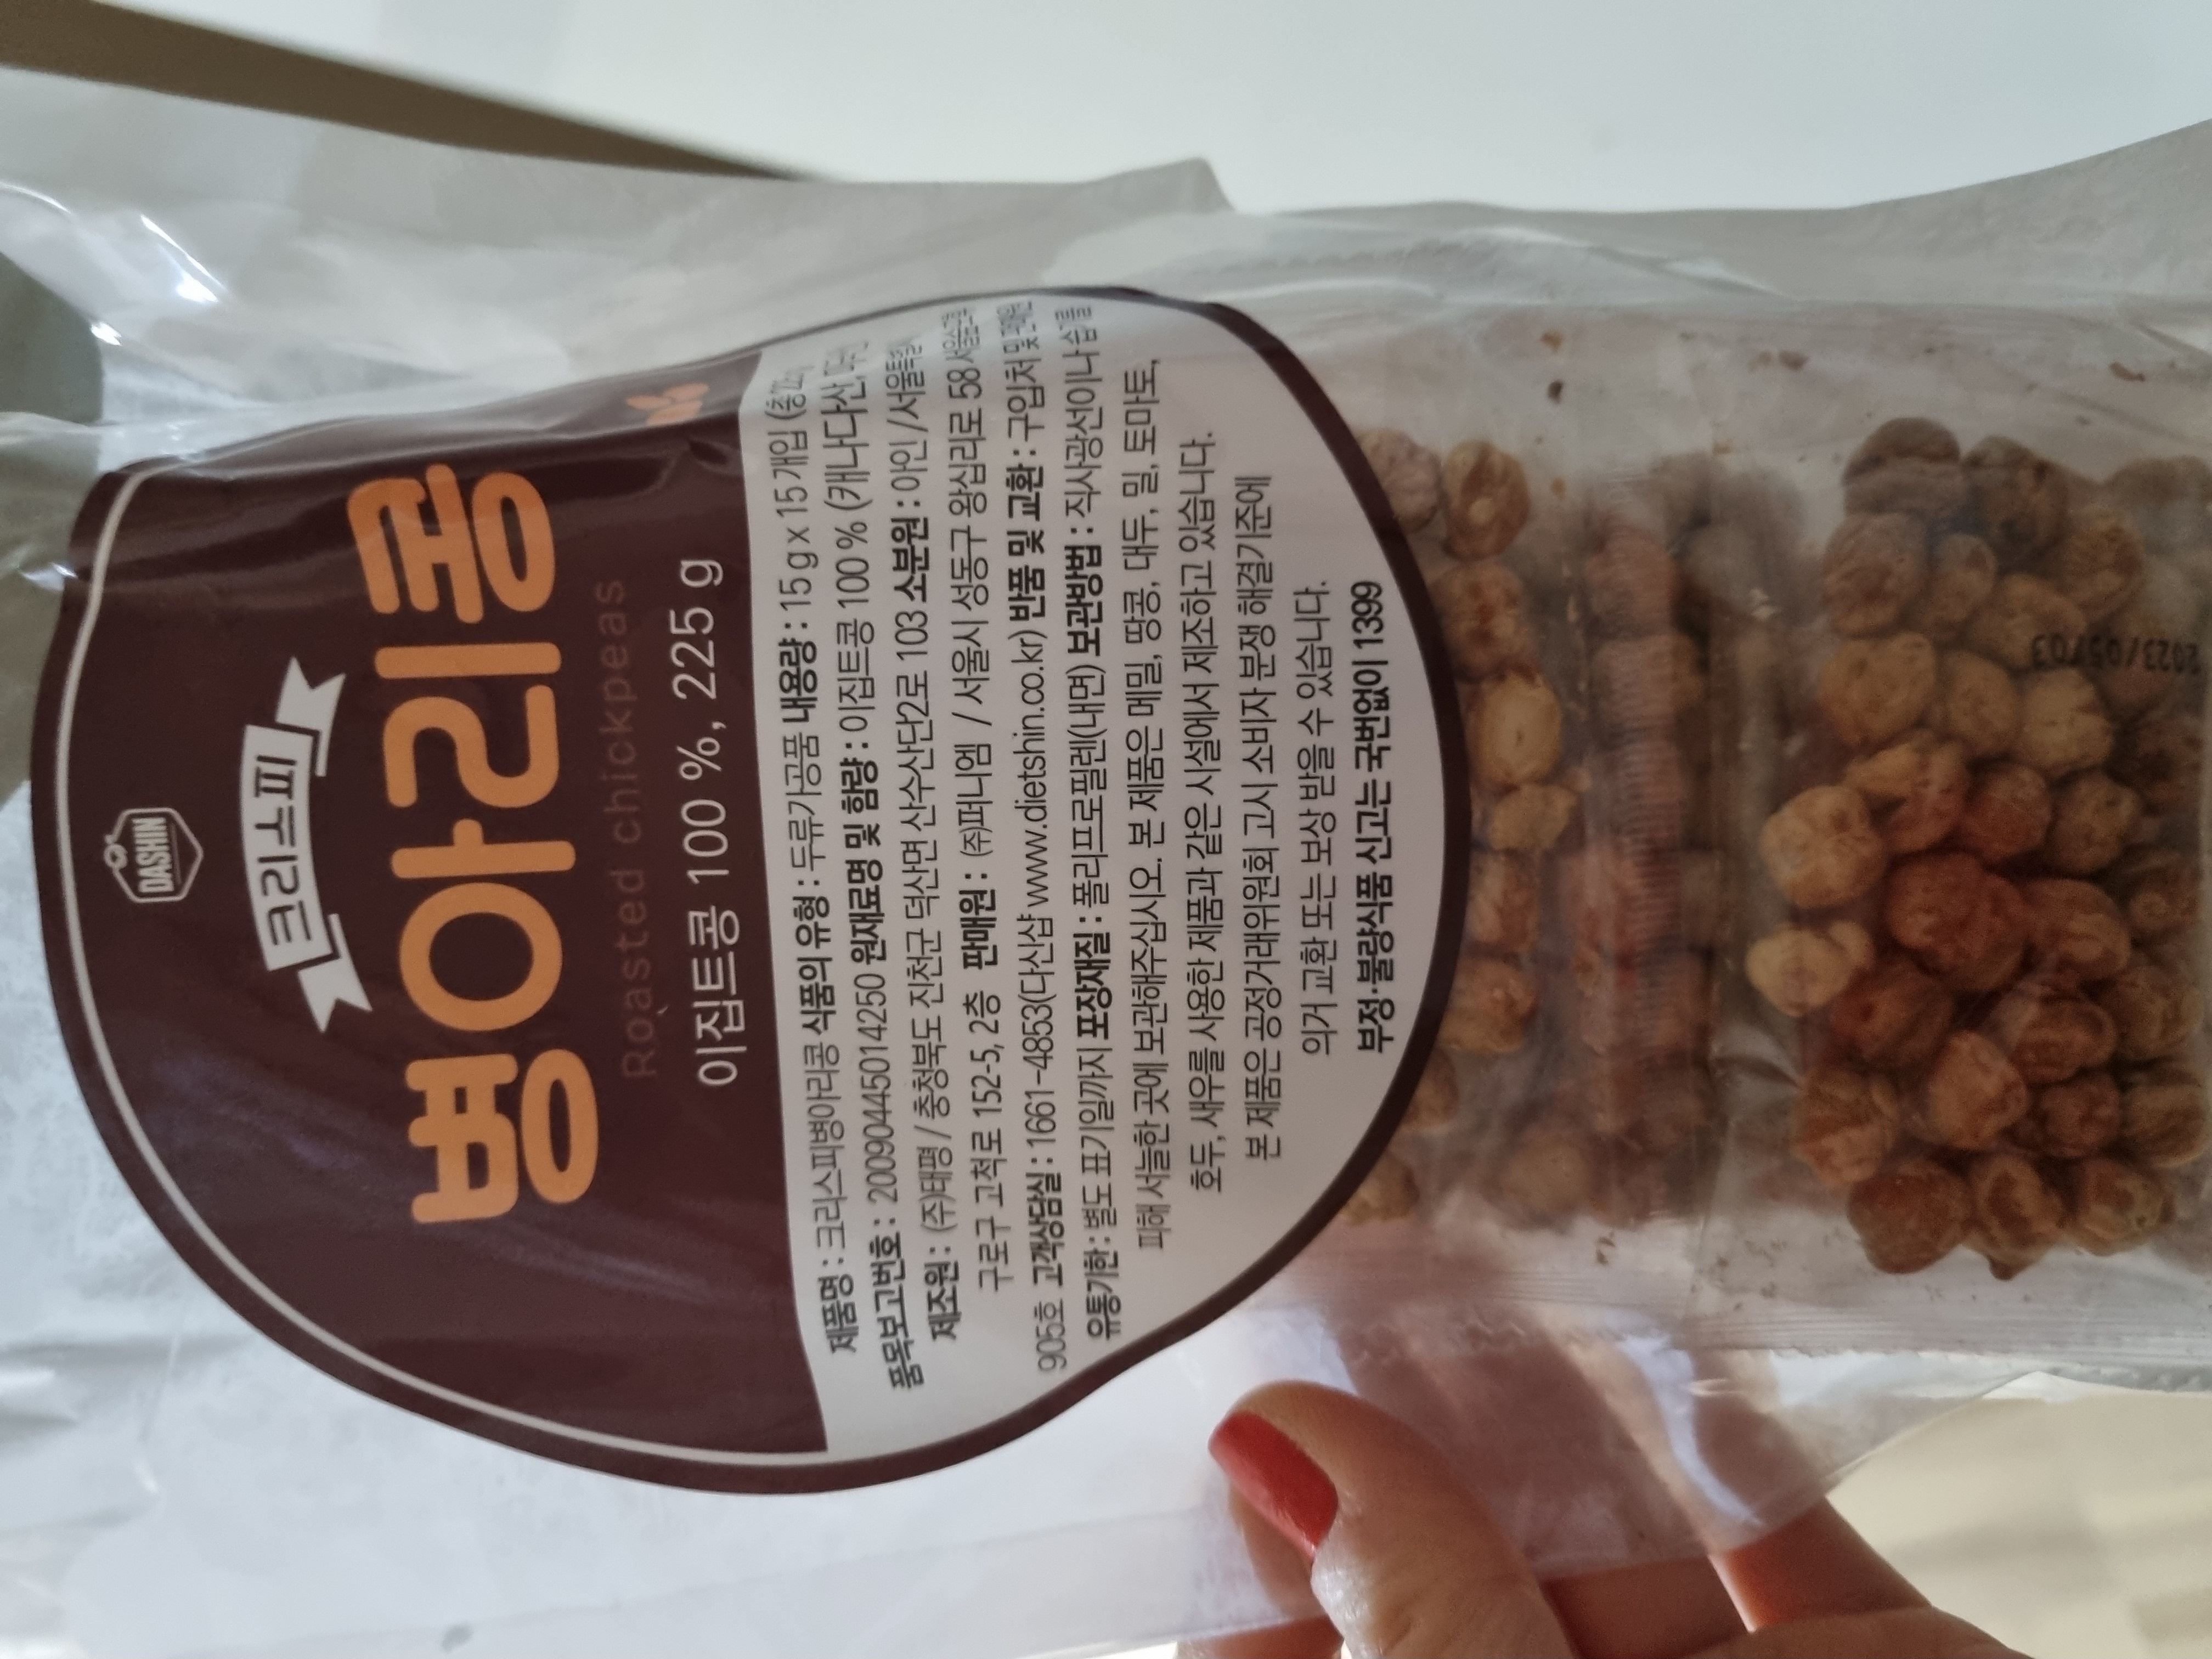 DASHIN
크리스피
병아리콩
Roasted chickpeas
이집트콩 100 %, 225 g
제품명 : 크리스피병아리콩 식품의 유형 : 두류가공품 내용량 : 15 g x 15개입
품목보고번호 : 20090445014250 원재료명 및 함량 : 이집트콩 100 % (캐나다산,
제조원 : (주)태평 / 충청북도 진천군 덕산면 산수산단2로 103 소분원 : 아인 /
구로구 고척로 152-5, 2층 판매원 : (주)퍼니엠 / 서울시 성동구 왕십리로 58
905호 고객상담실 : 1661-4853(다신샵 www.dietshin.co.kr) 반품 및 교환 : 구입처 및
유통기한 : 별도 표기일까지 포장재질 : 폴리프로필렌(내면) 보관방법 : 직사광선이나 습기를
피해 서늘한 곳에 보관해주십시오. 본 제품은 메밀, 땅콩, 대두, 밀, 토마토,
호두, 새우를 사용한 제품과 같은 시설에서 제조하고 있습니다.
본 제품은 공정거래위원회 고시 소비자 분쟁 해결기준에
의거 교환 또는 보상 받을 수 있습니다.
부정·불량식품 신고는 국번없이 1399
2023/05/03